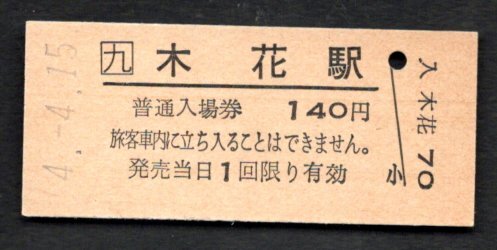 4.-4.15
九 木花駅
普通入場券 140円
旅客車内に立ち入ることはできません。
発売当日1回限り有効
入 木花 70
小